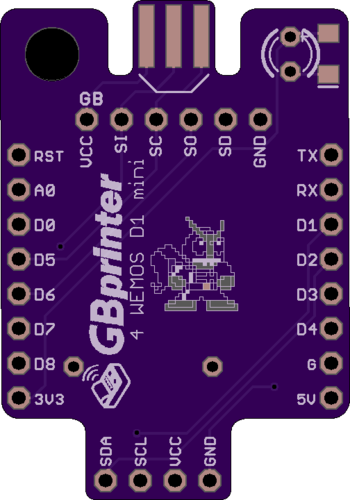 GB
VCC SI SC SO SD GND
RST TX
A0 RX
D0 D1
D5 D2
D6 D3
D7 D4
D8 G
3V3 5V
GBprinter
4 WEMOS D1 mini
SDA SCL VCC GND